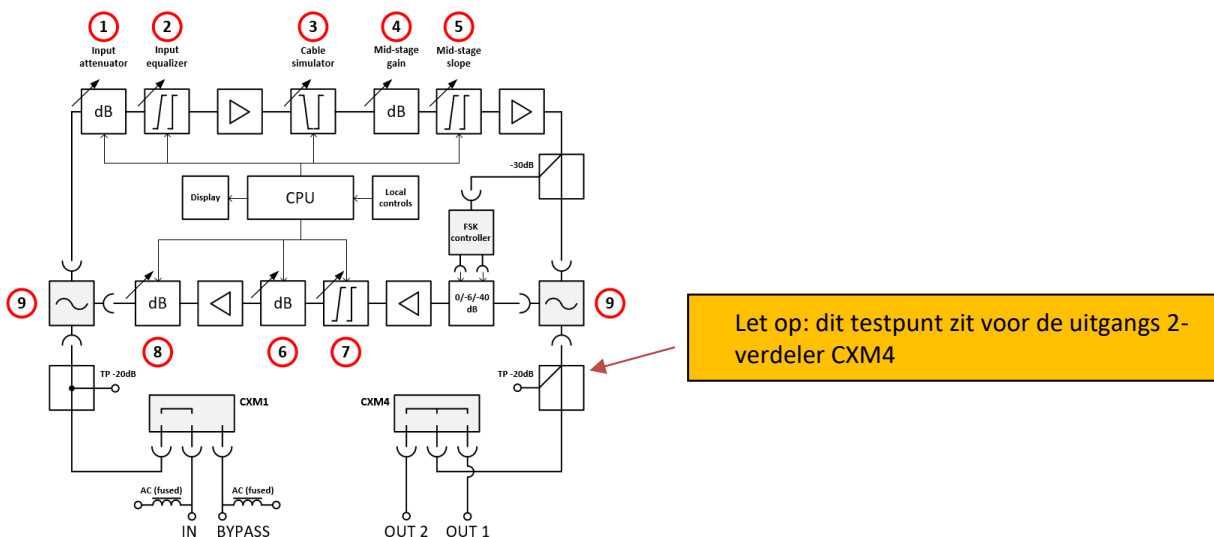 1
2
3
4
5
Input
attenuator
Input
equalizer
Cable
simulator
Mid-stage
gain
Mid-stage
slope
dB
dB
-30dB
Display
CPU
Local
controls
FSK
controller
9
dB
dB
0/-6/-40
dB
9
8
6
7
Let op: dit testpunt zit voor de uitgangs 2-
verdeler CXM4
TP -20dB
TP -20dB
CXM1
CXM4
AC (fused)
AC (fused)
IN
BYPASS
OUT 2
OUT 1